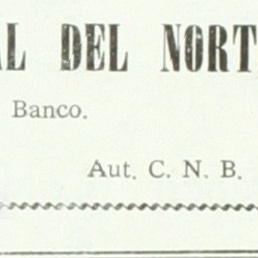 AL DEL NORT
Banco.
Aut. C. N. B.